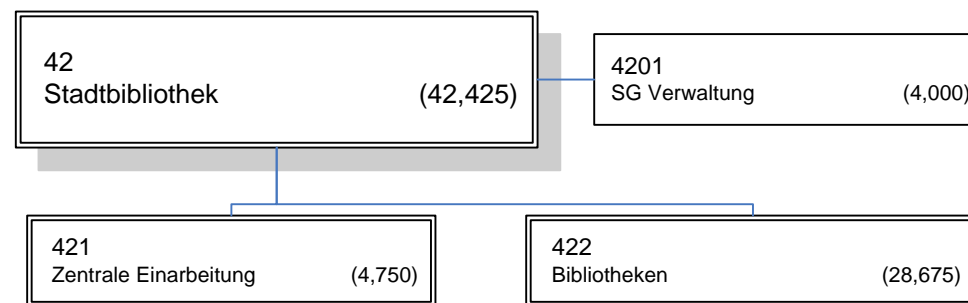 42
Stadtbibliothek (42,425)
4201
SG Verwaltung (4,000)
421
Zentrale Einarbeitung (4,750)
422
Bibliotheken (28,675)